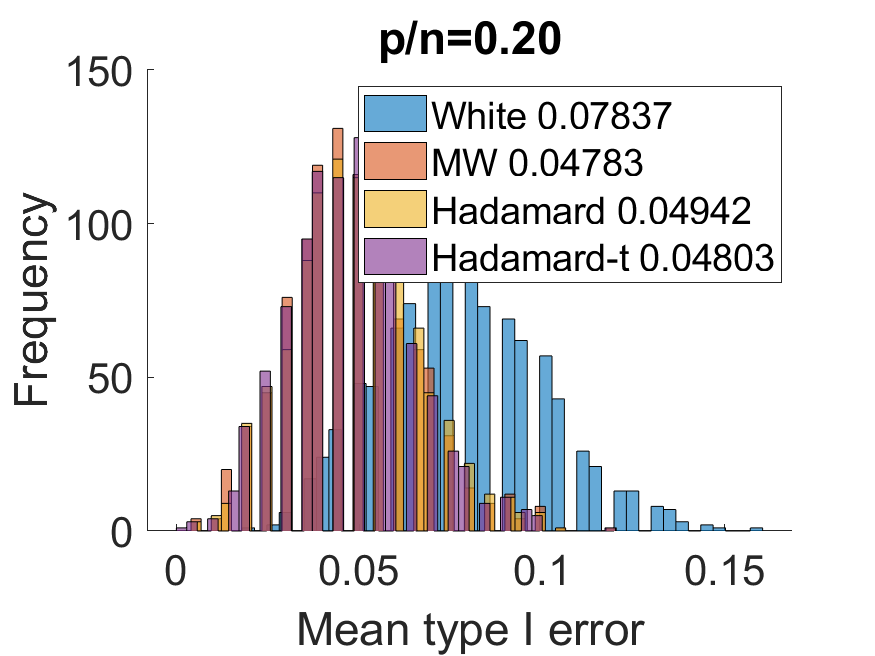 p/n=0.20
150
100
50
0
Frequency
White 0.07837
MW 0.04783
Hadamard 0.04942
Hadamard-t 0.04803
0 0.05 0.1 0.15
Mean type I error